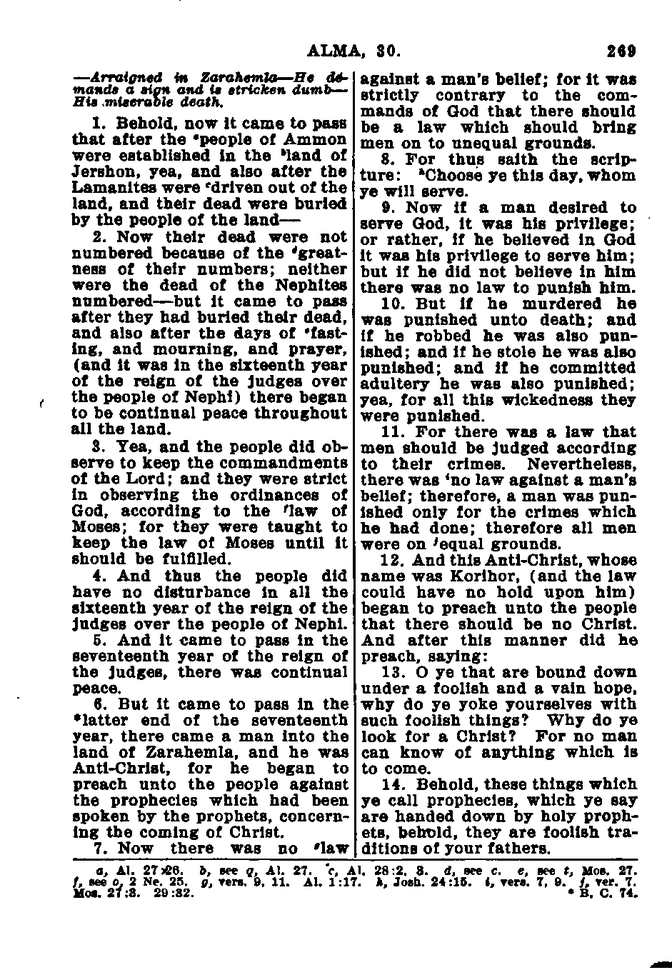 ALMA, 30. 269
—Arraigned in Zarahemla—He de-
mands a sign and is stricken dumb—
His miserable death.
1. Behold, now it came to pass
that after the ᵃpeople of Ammon
were established in the ᵇland of
Jershon, yea, and also after the
Lamanites were ᶜdriven out of the
land, and their dead were buried
by the people of the land—
2. Now their dead were not
numbered because of the ᵈgreat-
ness of their numbers; neither
were the dead of the Nephites
numbered—but it came to pass
after they had buried their dead,
and also after the days of ᵉfast-
ing, and mourning, and prayer,
(and it was in the sixteenth year
of the reign of the judges over
the people of Nephi) there began
to be continual peace throughout
all the land.
3. Yea, and the people did ob-
serve to keep the commandments
of the Lord; and they were strict
in observing the ordinances of
God, according to the ᶠlaw of
Moses; for they were taught to
keep the law of Moses until it
should be fulfilled.
4. And thus the people did
have no disturbance in all the
sixteenth year of the reign of the
judges over the people of Nephi.
5. And it came to pass in the
seventeenth year of the reign of
the judges, there was continual
peace.
6. But it came to pass in the
*latter end of the seventeenth
year, there came a man into the
land of Zarahemla, and he was
Anti-Christ, for he began to
preach unto the people against
the prophecies which had been
spoken by the prophets, concern-
ing the coming of Christ.
7. Now there was no ᵍlaw
against a man's belief; for it was
strictly contrary to the com-
mands of God that there should
be a law which should bring
men on to unequal grounds.
8. For thus saith the scrip-
ture: ʰChoose ye this day, whom
ye will serve.
9. Now if a man desired to
serve God, it was his privilege;
or rather, if he believed in God
it was his privilege to serve him;
but if he did not believe in him
there was no law to punish him.
10. But if he murdered he
was punished unto death; and
if he robbed he was also pun-
ished; and if he stole he was also
punished; and if he committed
adultery he was also punished;
yea, for all this wickedness they
were punished.
11. For there was a law that
men should be judged according
to their crimes. Nevertheless,
there was ⁱno law against a man's
belief; therefore, a man was pun-
ished only for the crimes which
he had done; therefore all men
were on ʲequal grounds.
12. And this Anti-Christ, whose
name was Korihor, (and the law
could have no hold upon him)
began to preach unto the people
that there should be no Christ.
And after this manner did he
preach, saying:
13. O ye that are bound down
under a foolish and a vain hope,
why do ye yoke yourselves with
such foolish things? Why do ye
look for a Christ? For no man
can know of anything which is
to come.
14. Behold, these things which
ye call prophecies, which ye say
are handed down by holy proph-
ets, behold, they are foolish tra-
ditions of your fathers.
a, Al. 27:26. b, see q, Al. 27. c, Al. 28:2, 3. d, see c. e, see t, Mos. 27.
f, see o, 2 Ne. 25. g, vers. 9, 11. Al. 1:17. h, Josh. 24:15. i, vers. 7, 9. j, ver. 7.
Mos. 27:3. 29:32. * B. C. 74.